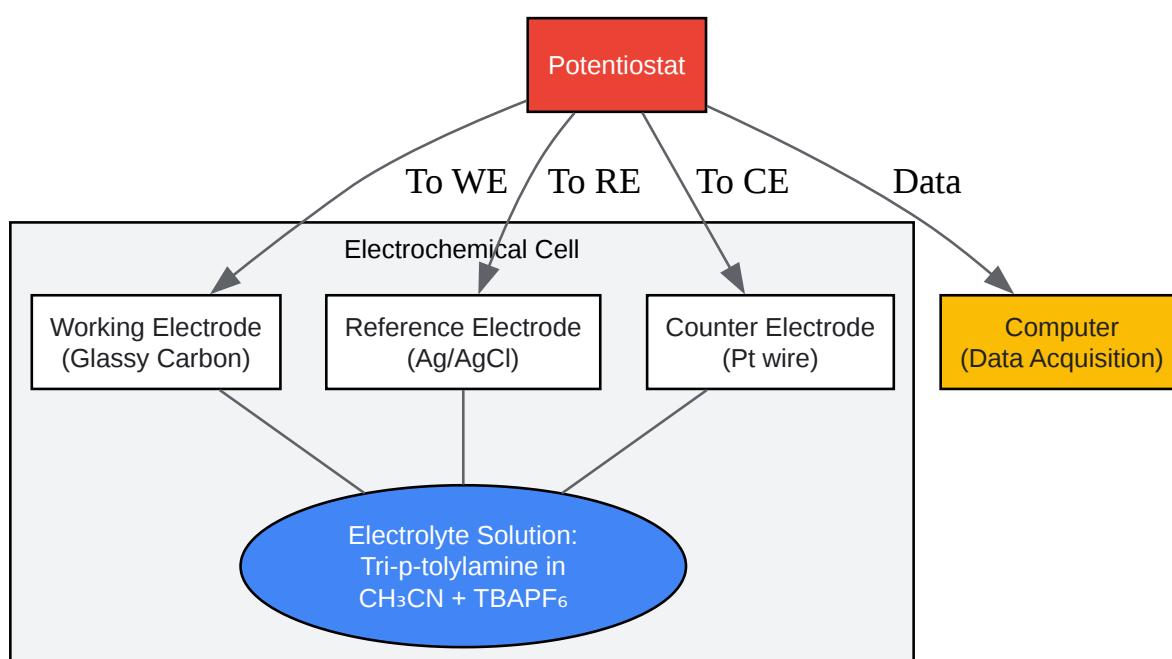 Potentiostat
To WE
To RE
To CE
Data
Electrochemical Cell
Working Electrode
(Glassy Carbon)
Reference Electrode
(Ag/AgCl)
Counter Electrode
(Pt wire)
Computer
(Data Acquisition)
Electrolyte Solution:
Tri-p-tolylamine in
CH₃CN + TBAPF₆